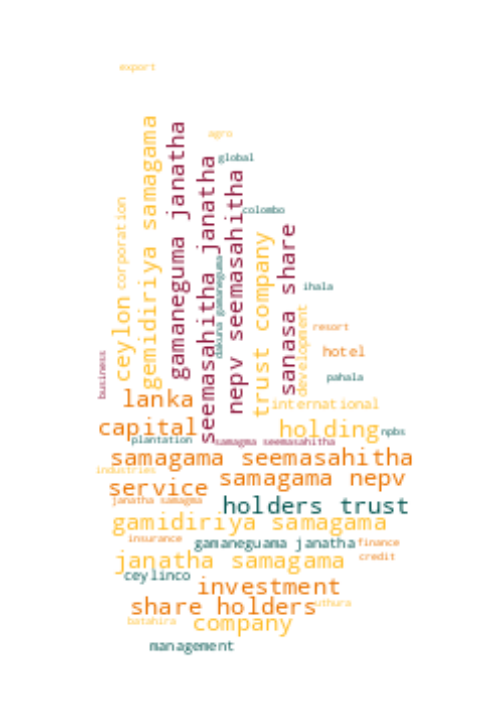 export
agro
global
colombo
corporation
ceylon
gemidiriya samagama
gamaneguma janatha
seemasahitha janatha
dakuna gamaneguma
nepv seemasahitha
trust company
sanasa share
development
ihala
resort
hotel
pahala
business
lanka
international
capital
holding
npbs
plantation
samagma seemasahitha
samagama seemasahitha
industries
samagama nepv
service
janatha samagma
holders trust
gamidiriya samagama
insurance
gamaneguama janatha
finance
janatha samagama
credit
ceylinco
investment
share holders
uthura
batahira
company
management